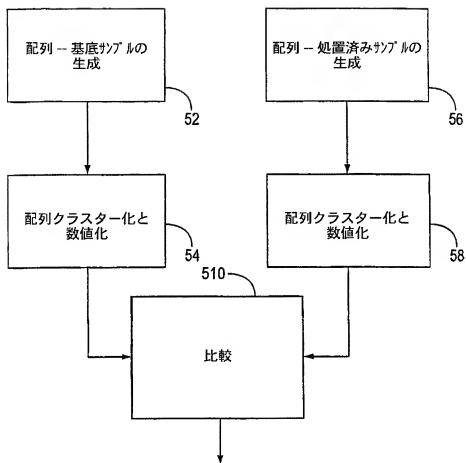 配列 -- 基底ｻﾝﾌﾟﾙの
生成
52
配列 -- 処置済みｻﾝﾌﾟﾙの
生成
56
配列クラスター化と
数値化
54
配列クラスター化と
数値化
58
510
比較